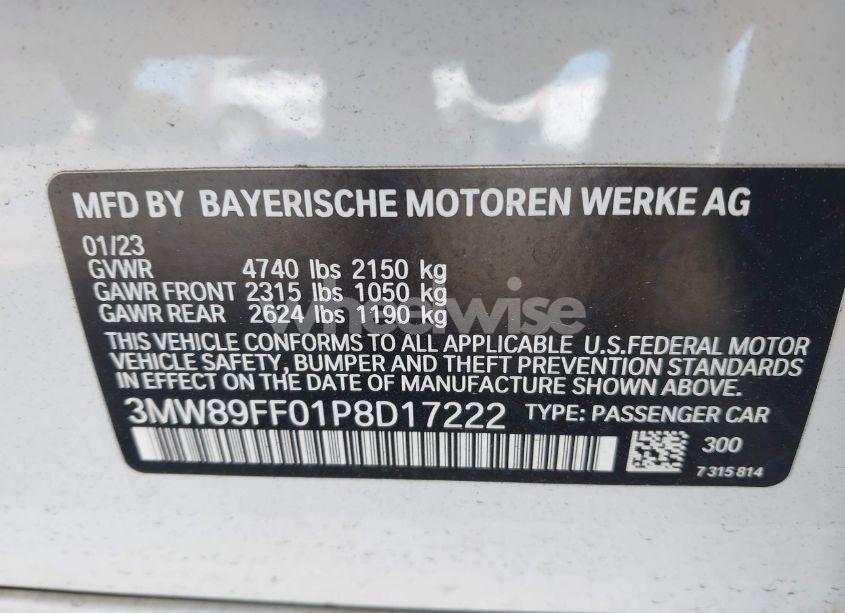 MFD BY BAYERISCHE MOTOREN WERKE AG
01/23
GVWR 4740 lbs 2150 kg
GAWR FRONT 2315 lbs 1050 kg
GAWR REAR 2624 lbs 1190 kg
wheelwise
THIS VEHICLE CONFORMS TO ALL APPLICABLE U.S.FEDERAL MOTOR
VEHICLE SAFETY, BUMPER AND THEFT PREVENTION STANDARDS
IN EFFECT ON THE DATE OF MANUFACTURE SHOWN ABOVE.
3MW89FF01P8D17222 TYPE: PASSENGER CAR
300
7315814